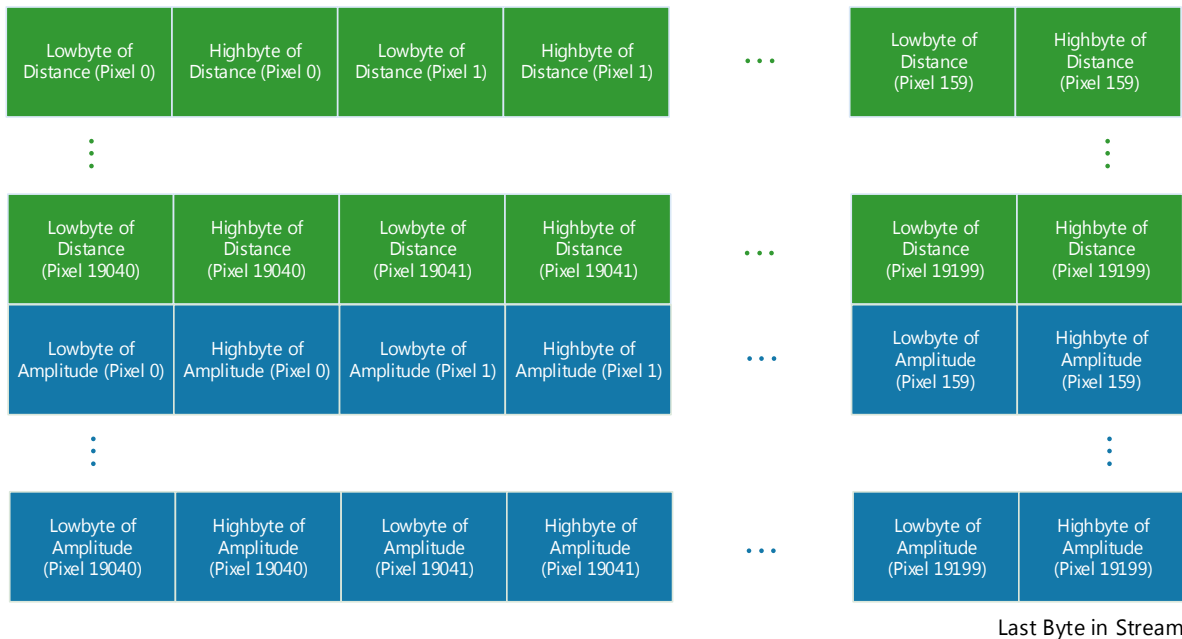 Lowbyte of
Distance (Pixel 0)
Highbyte of
Distance (Pixel 0)
Lowbyte of
Distance (Pixel 1)
Highbyte of
Distance (Pixel 1)
Lowbyte of
Distance
(Pixel 159)
Highbyte of
Distance
(Pixel 159)
Lowbyte of
Distance
(Pixel 19040)
Highbyte of
Distance
(Pixel 19040)
Lowbyte of
Distance
(Pixel 19041)
Highbyte of
Distance
(Pixel 19041)
Lowbyte of
Distance
(Pixel 19199)
Highbyte of
Distance
(Pixel 19199)
Lowbyte of
Amplitude (Pixel 0)
Highbyte of
Amplitude (Pixel 0)
Lowbyte of
Amplitude (Pixel 1)
Highbyte of
Amplitude (Pixel 1)
Lowbyte of
Amplitude
(Pixel 159)
Highbyte of
Amplitude
(Pixel 159)
Lowbyte of
Amplitude
(Pixel 19040)
Highbyte of
Amplitude
(Pixel 19040)
Lowbyte of
Amplitude
(Pixel 19041)
Highbyte of
Amplitude
(Pixel 19041)
Lowbyte of
Amplitude
(Pixel 19199)
Highbyte of
Amplitude
(Pixel 19199)
Last Byte in Stream